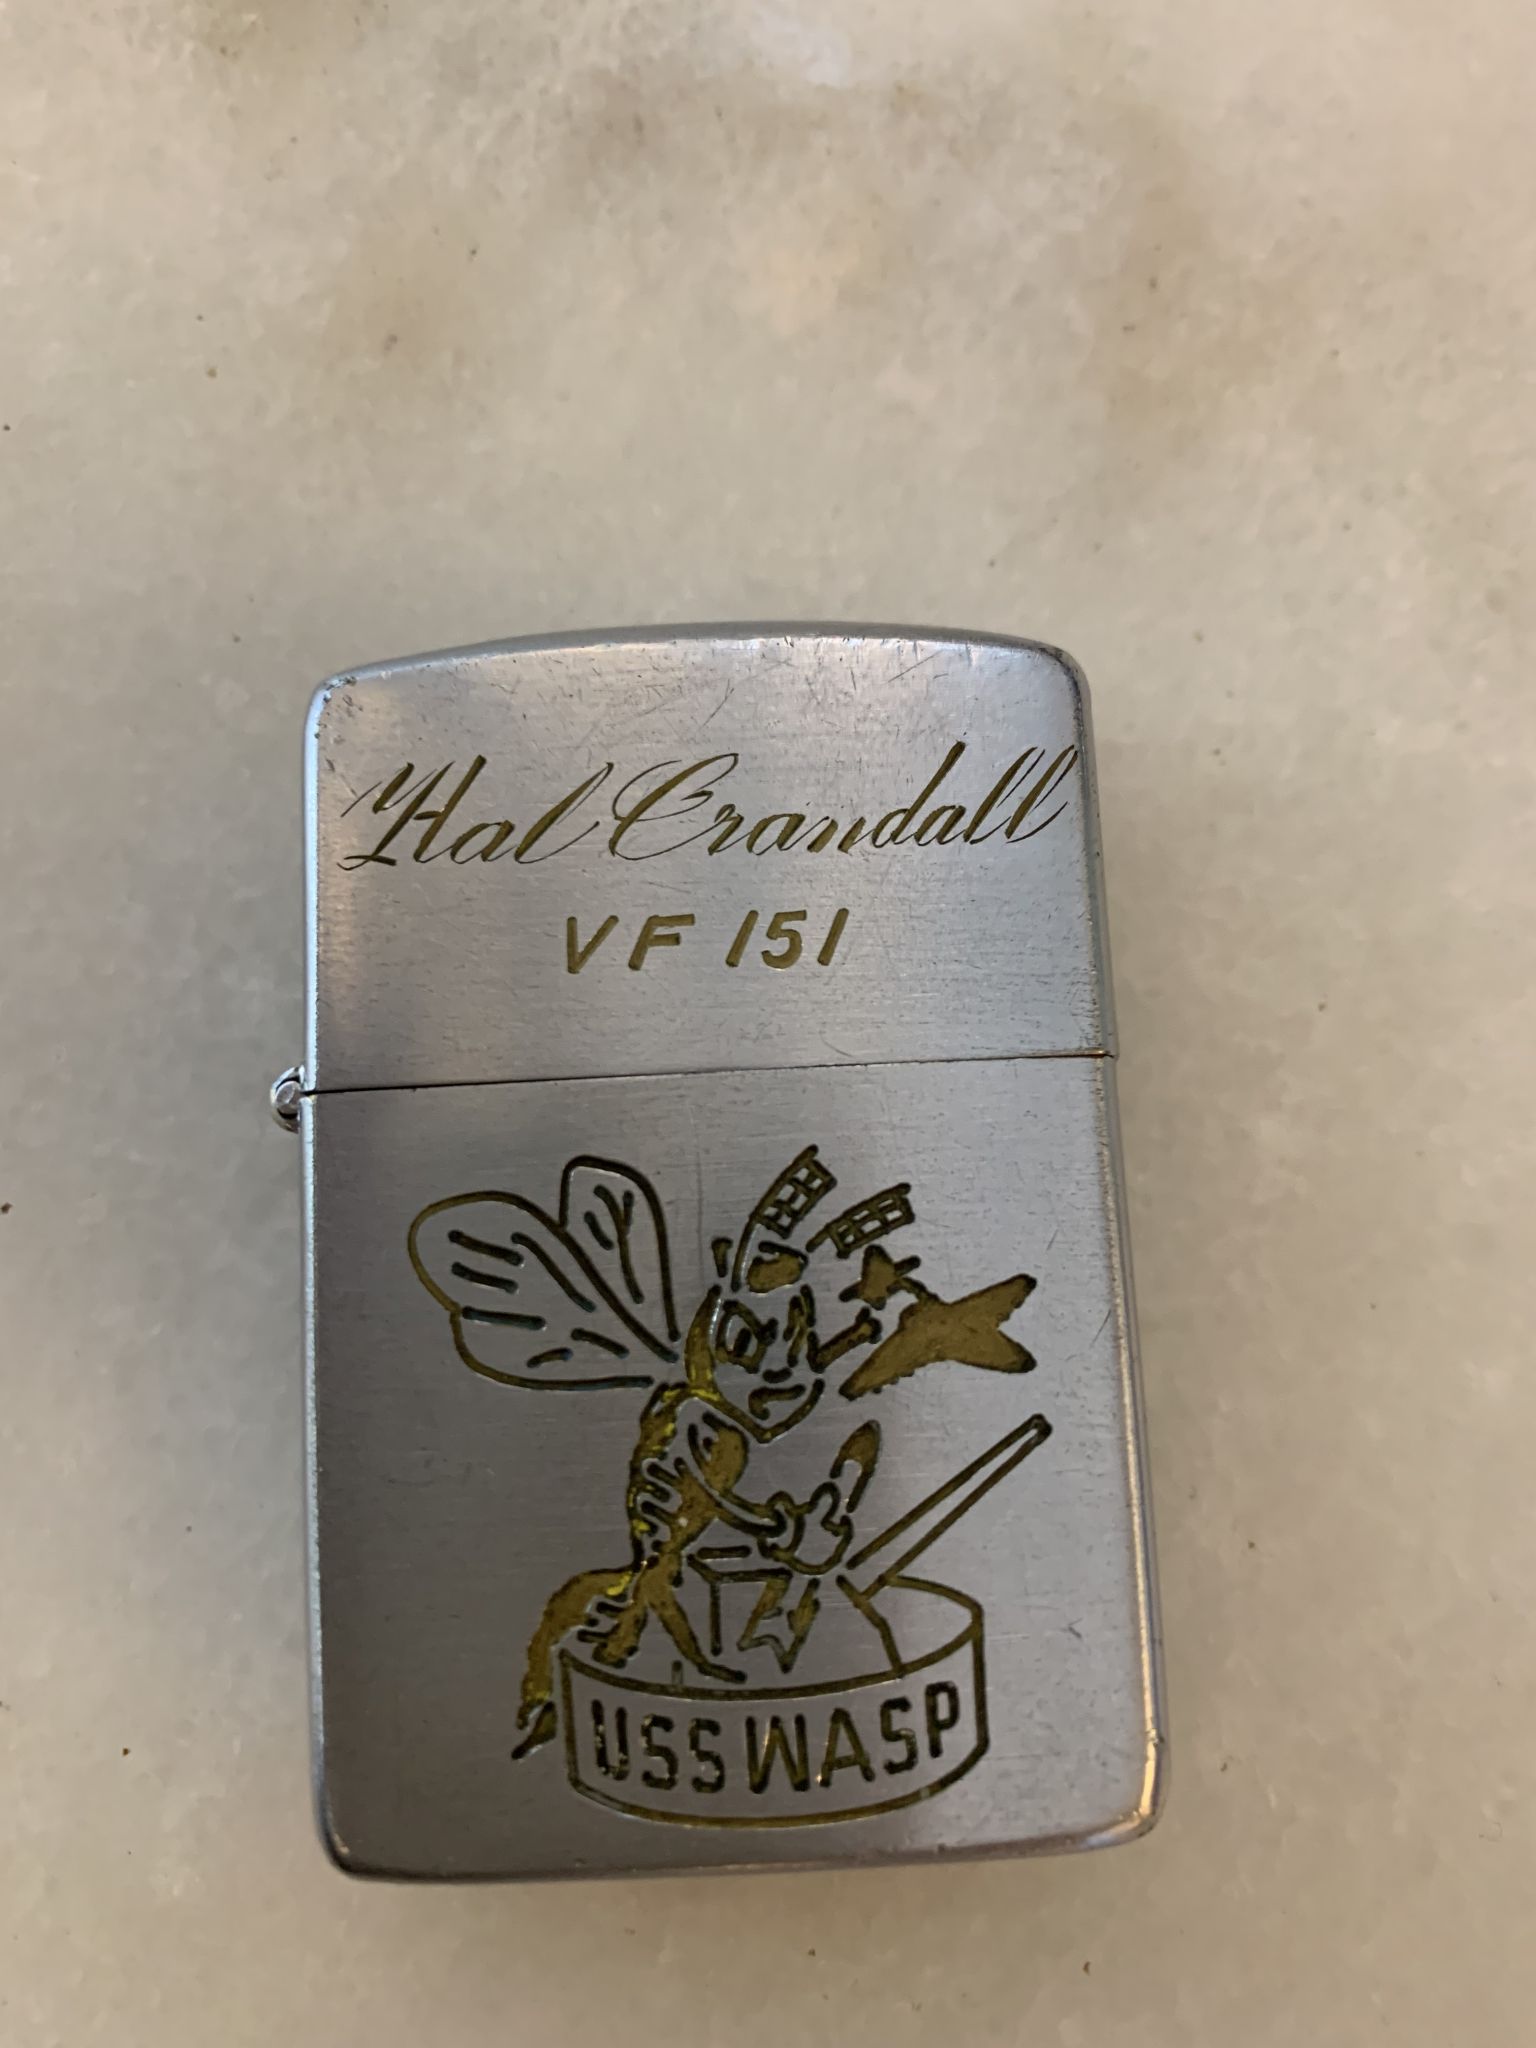 Hal Crandall
VF 151
USS WASP